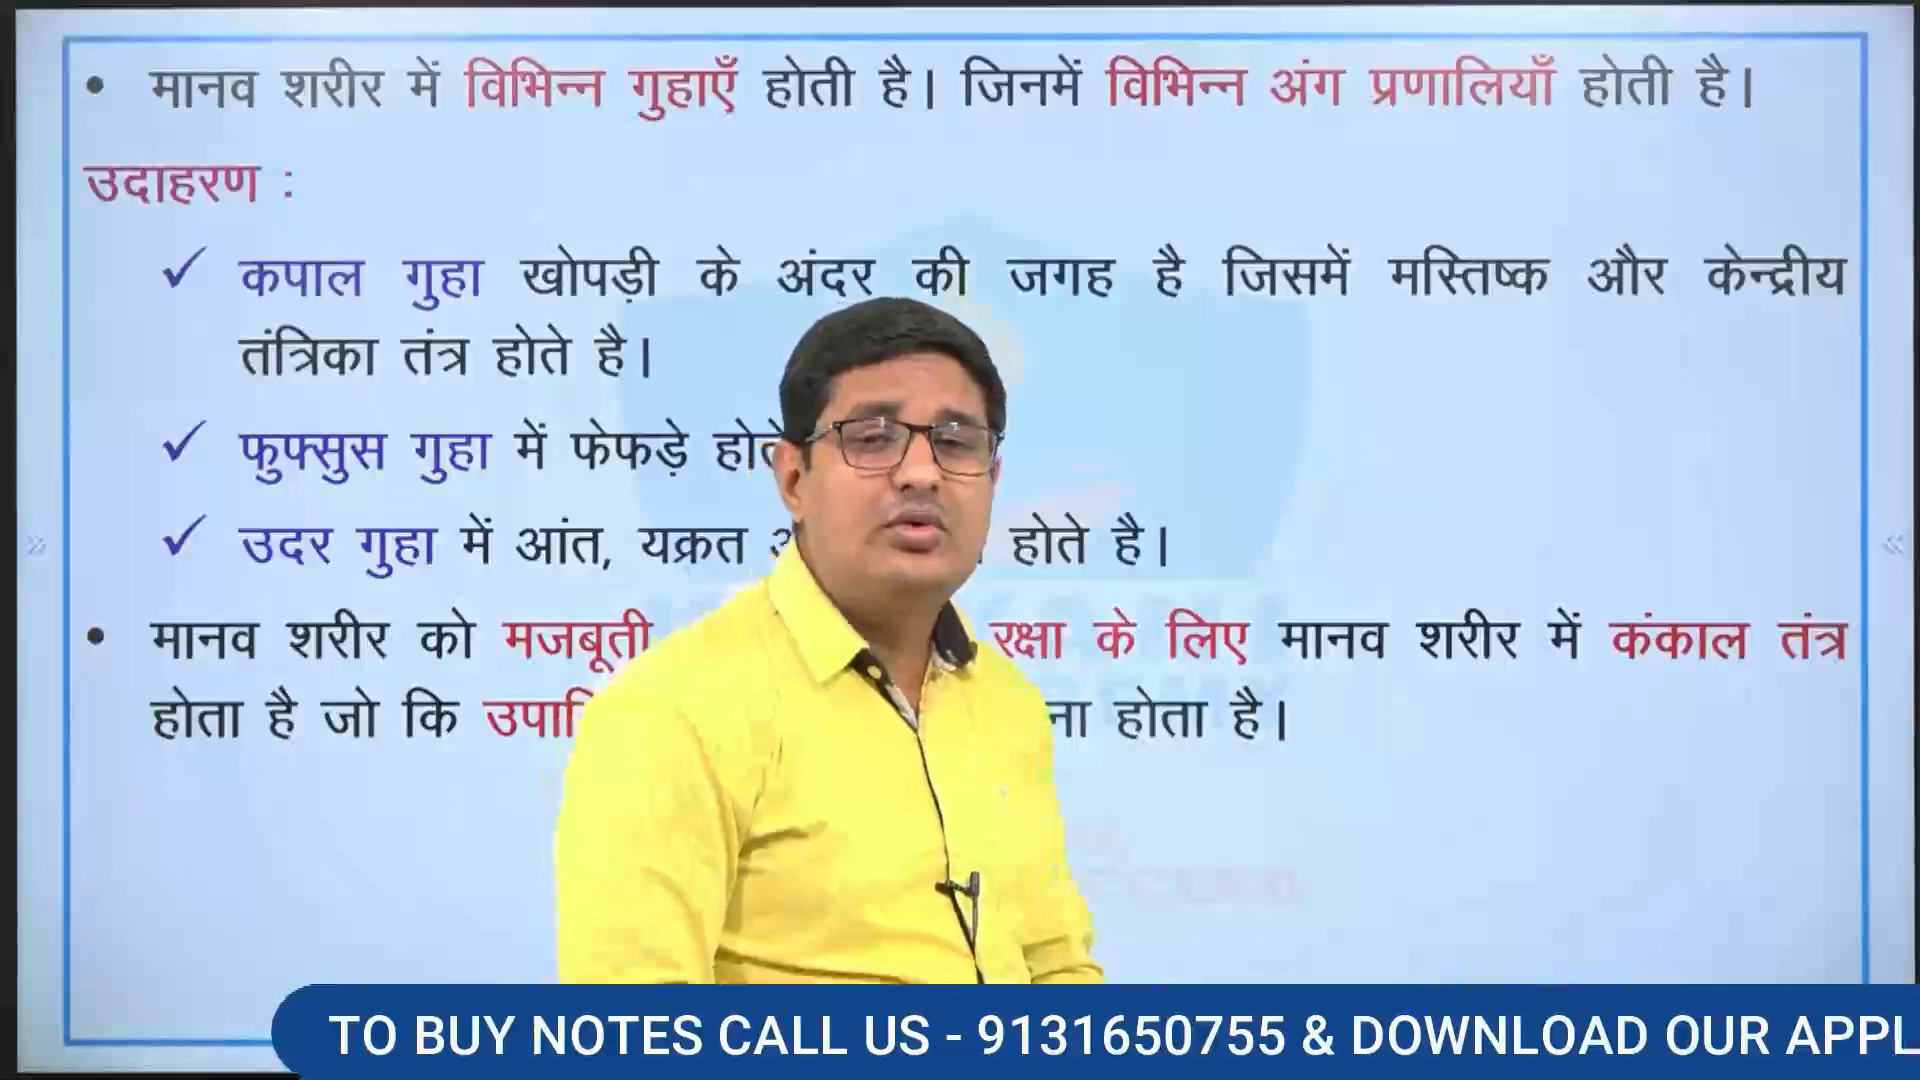 • मानव शरीर में विभिन्न गुहाएँ होती है। जिनमें विभिन्न अंग प्रणालियाँ होती है।
उदाहरण :
✓ कपाल गुहा खोपड़ी के अंदर की जगह है जिसमें मस्तिष्क और केन्द्रीय
तंत्रिका तंत्र होते है।
✓ फुफ्सुस गुहा में फेफड़े
✓ उदर गुहा में आंत, यक्रत होते है।
• मानव शरीर को मजबूती रक्षा के लिए मानव शरीर में कंकाल तंत्र
होता है जो कि होता है।
TO BUY NOTES CALL US - 9131650755 & DOWNLOAD OUR APPL